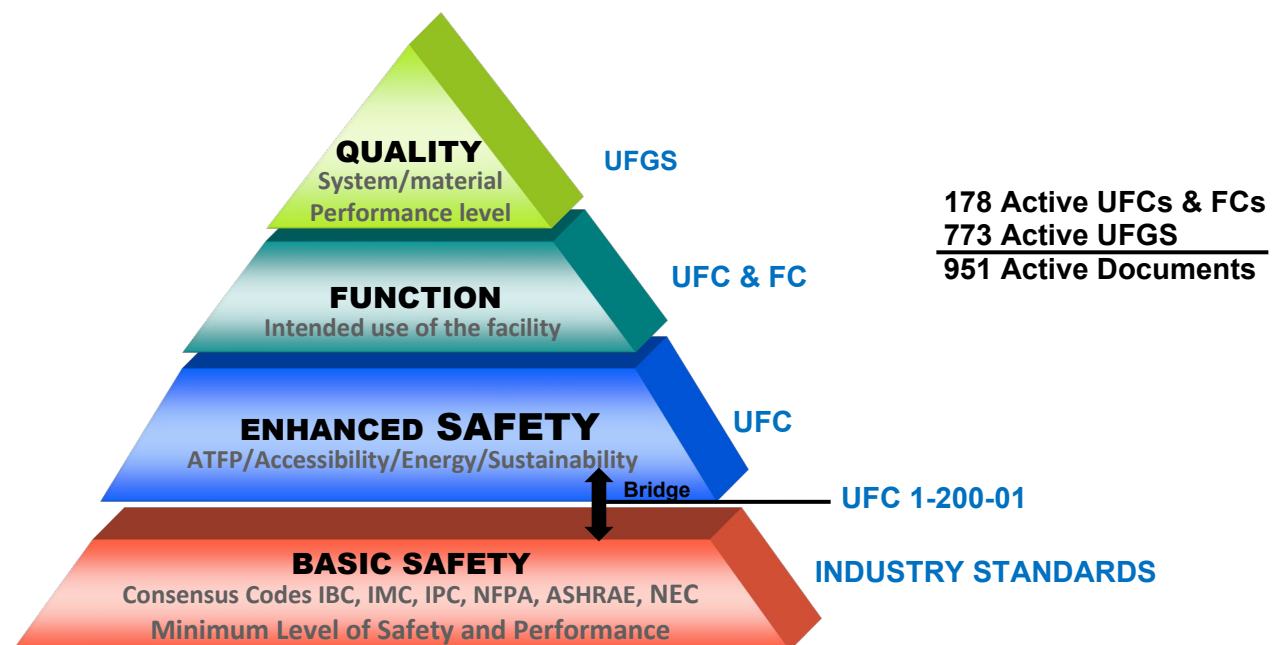 QUALITY
System/material
Performance level
UFGS
178 Active UFCs & FCs
773 Active UFGS
951 Active Documents
FUNCTION
Intended use of the facility
UFC & FC
ENHANCED SAFETY
ATFP/Accessibility/Energy/Sustainability
UFC
Bridge
UFC 1-200-01
BASIC SAFETY
Consensus Codes IBC, IMC, IPC, NFPA, ASHRAE, NEC
Minimum Level of Safety and Performance
INDUSTRY STANDARDS